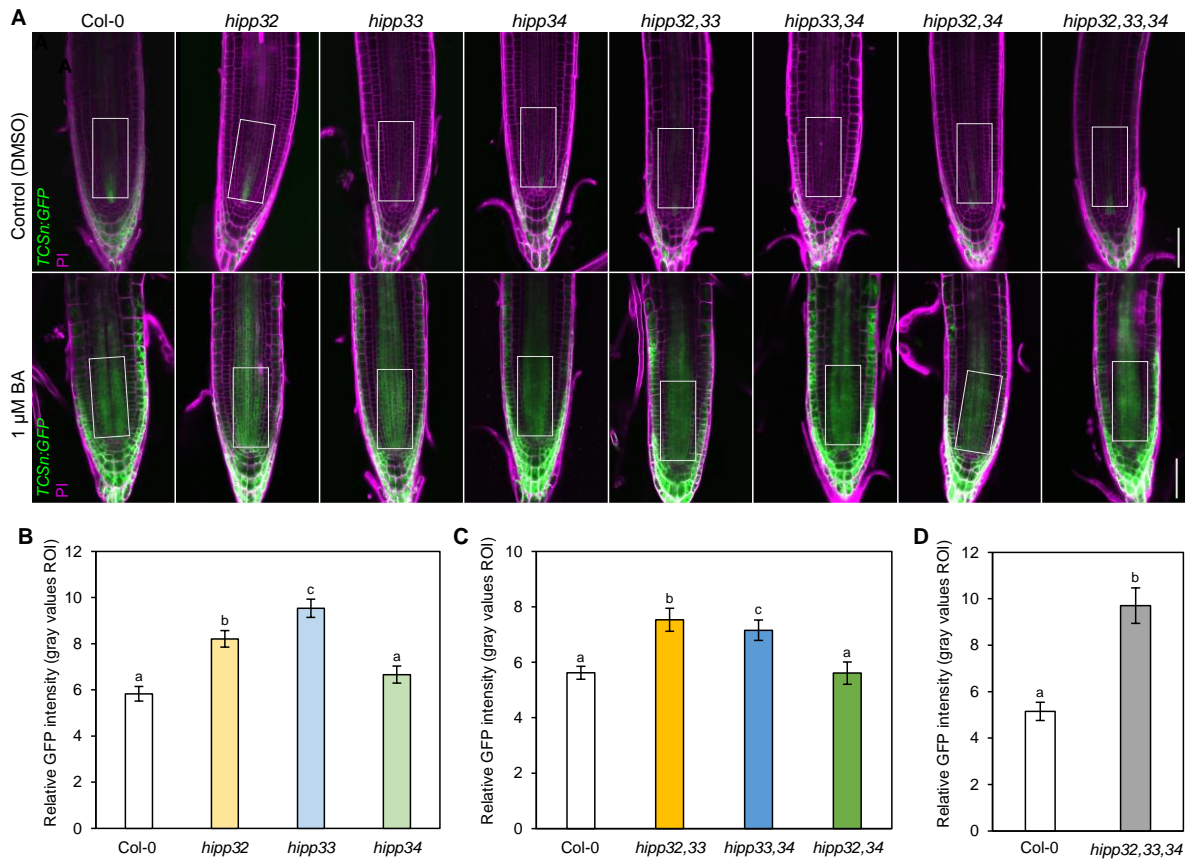 A
Col-0 hipp32 hipp33 hipp34 hipp32,33 hipp33,34 hipp32,34 hipp32,33,34
A
A
Control (DMSO)
TCSn:GFP
PI
1 µM BA
TCSn:GFP
PI
B
Relative GFP intensity (gray values ROI)
12
10
8
6
4
2
0
a
b
c
a
Col-0 hipp32 hipp33 hipp34
C
Relative GFP intensity (gray values ROI)
10
8
6
4
2
0
a
b
c
a
Col-0 hipp32,33 hipp33,34 hipp32,34
D
Relative GFP intensity (gray values ROI)
12
10
8
6
4
2
0
a
b
Col-0 hipp32,33,34